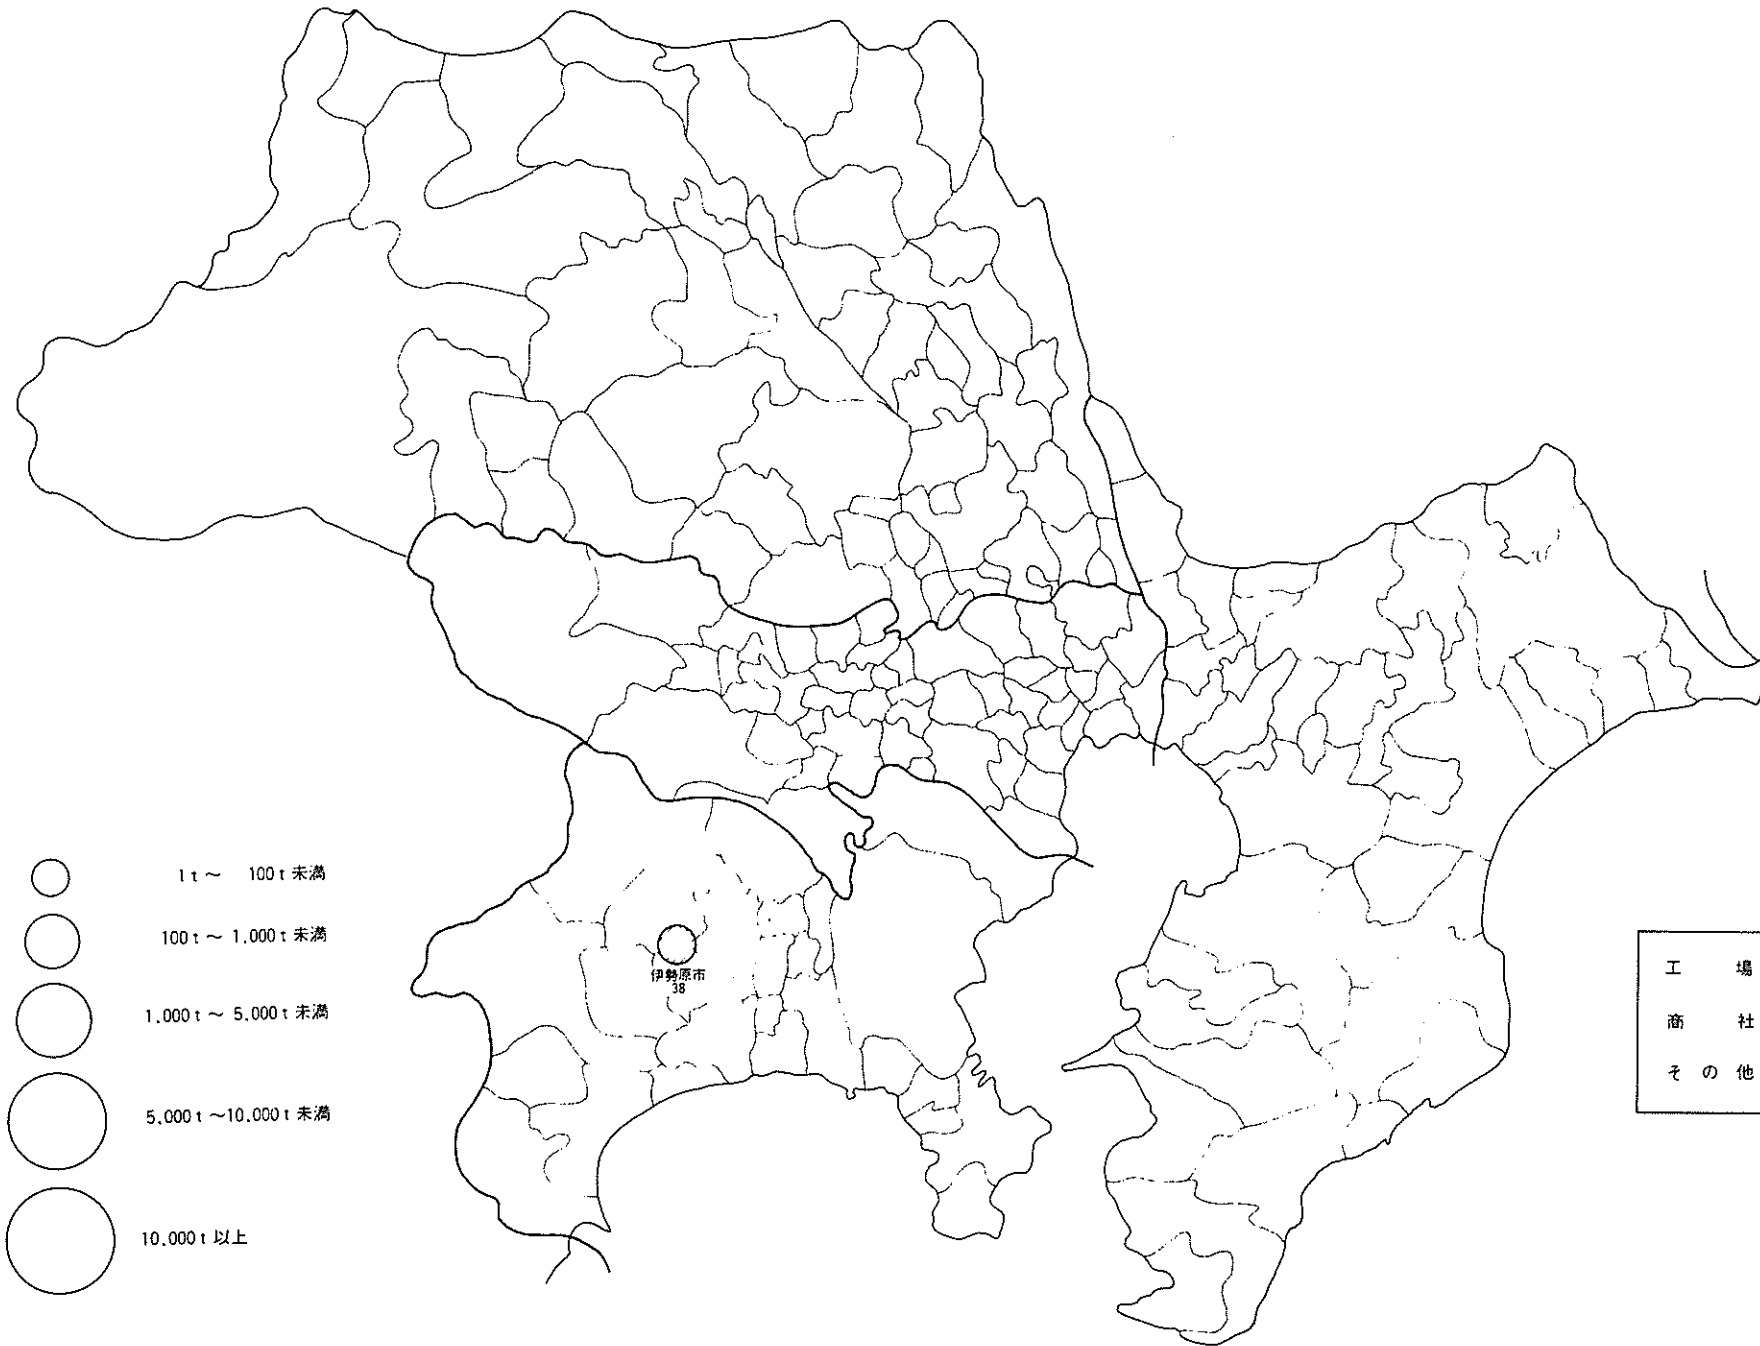 1t～ 100t未満
100t～1,000t未満
1,000t～5,000t未満
5,000t～10,000t未満
10,000t以上
伊勢原市
38
工場
商社
その他